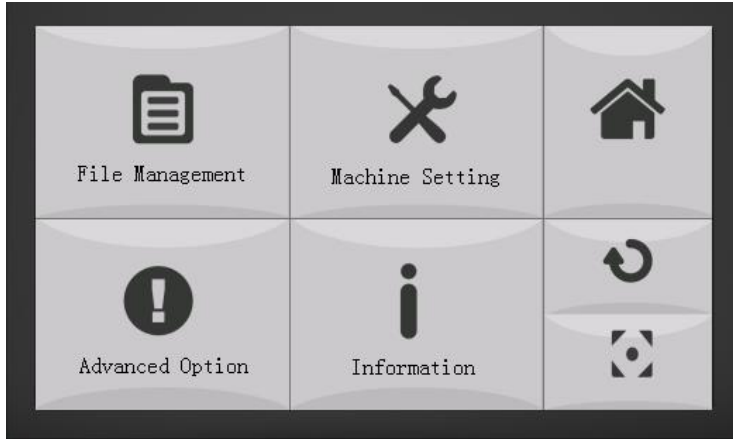 File Management
Machine Setting
Advanced Option
Information